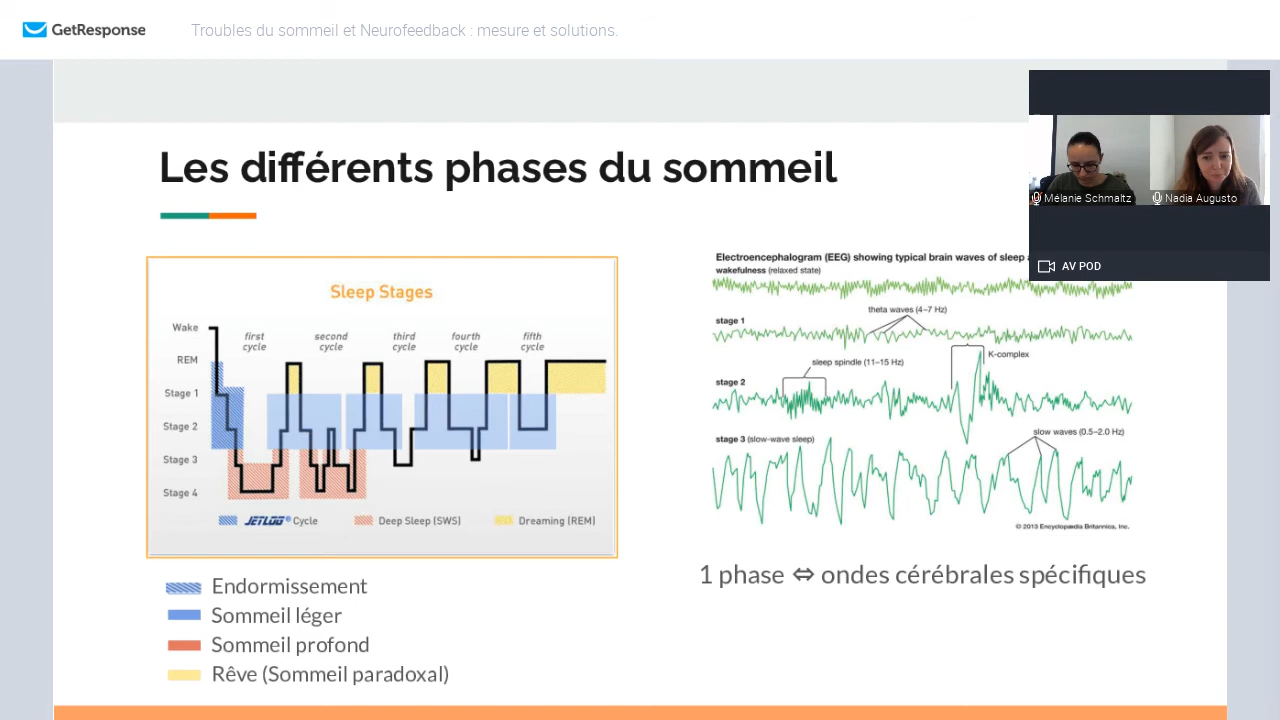 GetResponse
Troubles du sommeil et Neurofeedback : mesure et solutions.
Les différents phases du sommeil
Mélanie Schmaltz
Nadia Augusto
AV POD
Sleep Stages
Wake
REM
Stage 1
Stage 2
Stage 3
Stage 4
first
cycle
second
cycle
third
cycle
fourth
cycle
fifth
cycle
JETLOG® Cycle
Deep Sleep (SWS)
Dreaming (REM)
Endormissement
Sommeil léger
Sommeil profond
Rêve (Sommeil paradoxal)
Electroencephalogram (EEG) showing typical brain waves of sleep
wakefulness (relaxed state)
theta waves (4–7 Hz)
stage 1
sleep spindle (11–15 Hz)
K-complex
stage 2
slow waves (0.5–2.0 Hz)
stage 3 (slow-wave sleep)
© 2013 Encyclopædia Britannica, Inc.
1 phase ⇔ ondes cérébrales spécifiques